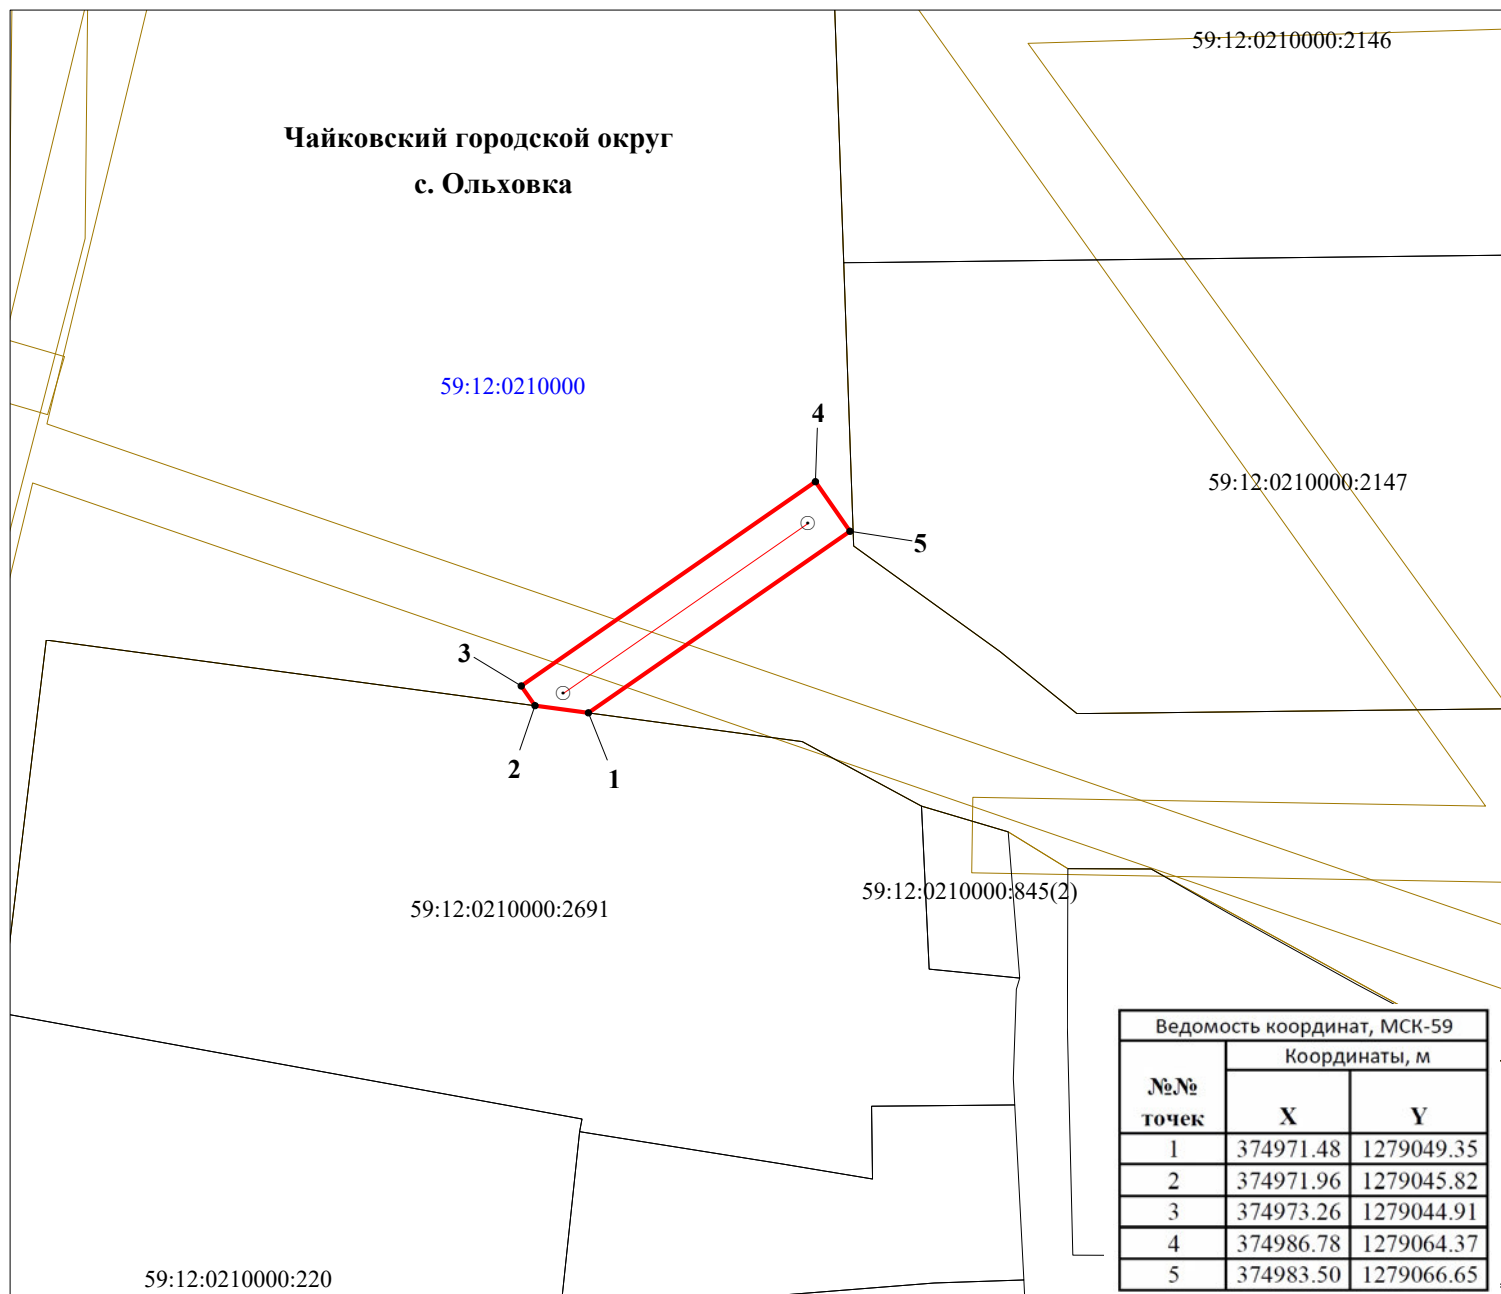 59:12:0210000:2146
Чайковский городской округ
с. Ольховка
59:12:0210000
4
59:12:0210000:2147
5
3
2
1
59:12:0210000:845(2)
59:12:0210000:2691
Ведомость координат, МСК-59
№№ точек
Координаты, м
X Y
1 374971.48 1279049.35
2 374971.96 1279045.82
3 374973.26 1279044.91
4 374986.78 1279064.37
5 374983.50 1279066.65
59:12:0210000:220